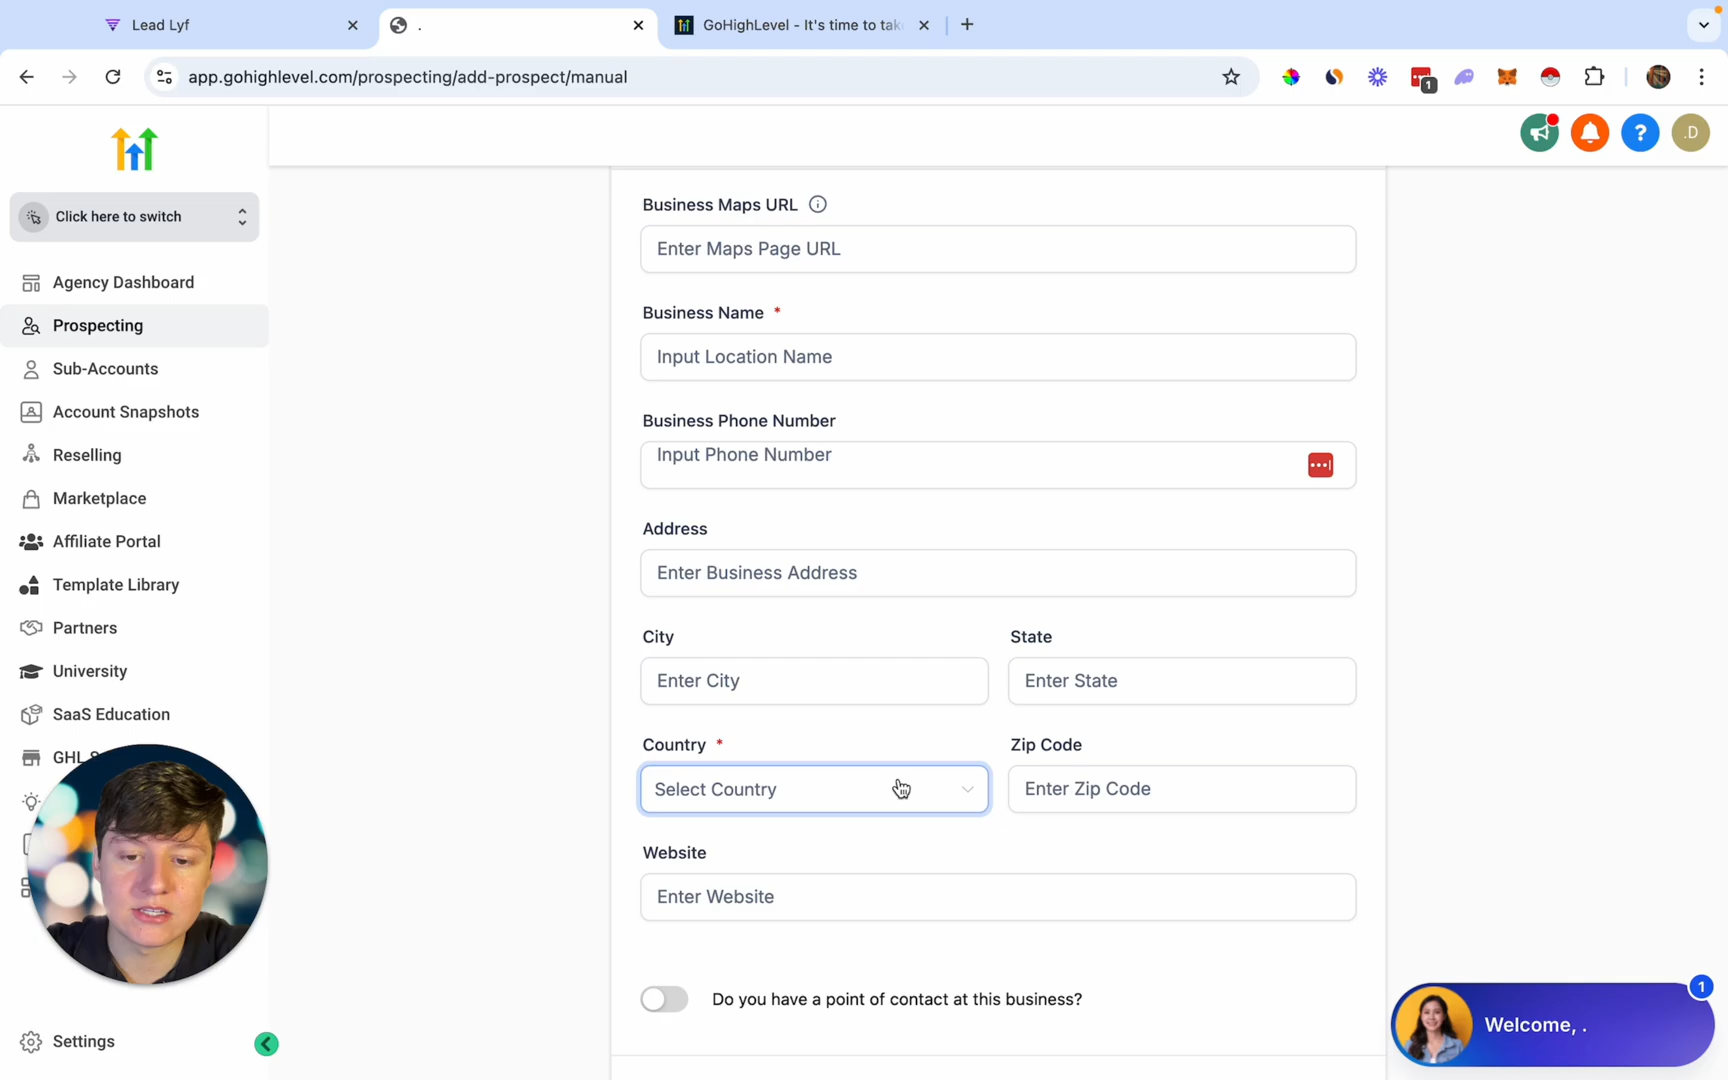 Lead Lyf
.
GoHighLevel - It's time to take
app.gohighlevel.com/prospecting/add-prospect/manual
1
.D
Click here to switch
Agency Dashboard
Prospecting
Sub-Accounts
Account Snapshots
Reselling
Marketplace
Affiliate Portal
Template Library
Partners
University
SaaS Education
GHL S
Settings
Business Maps URL
Enter Maps Page URL
Business Name *
Input Location Name
Business Phone Number
Input Phone Number
Address
Enter Business Address
City
State
Enter City
Enter State
Country *
Zip Code
Select Country
Enter Zip Code
Website
Enter Website
Do you have a point of contact at this business?
1
Welcome, .